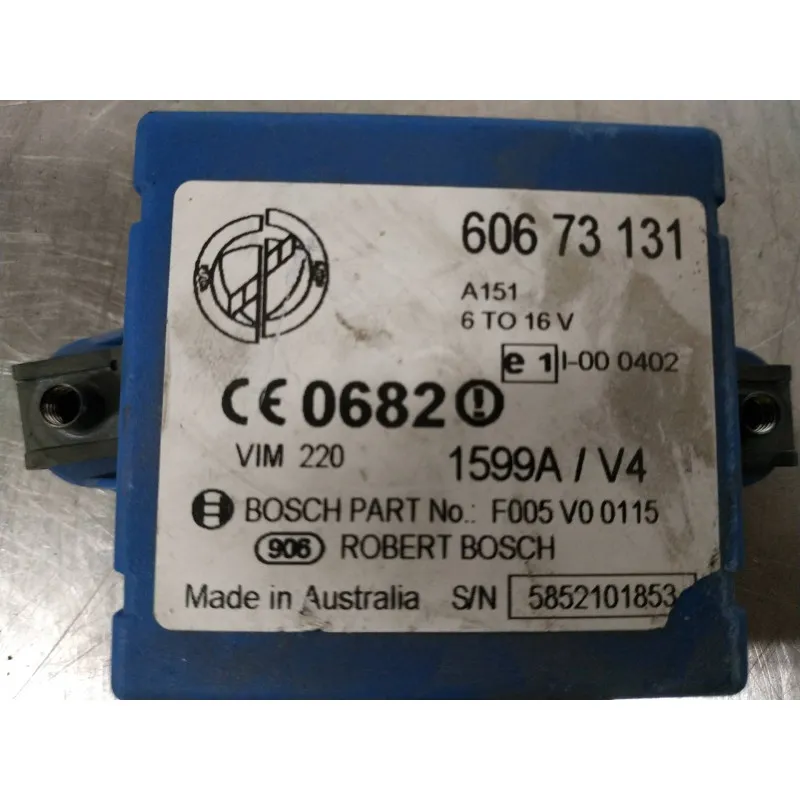 606 73 131
A151
6 TO 16 V
e 1 I-00 0402
CE 0682 !
VIM 220 1599A / V4
BOSCH PART No.: F005 V0 0115
906 ROBERT BOSCH
Made in Australia S/N 5852101853